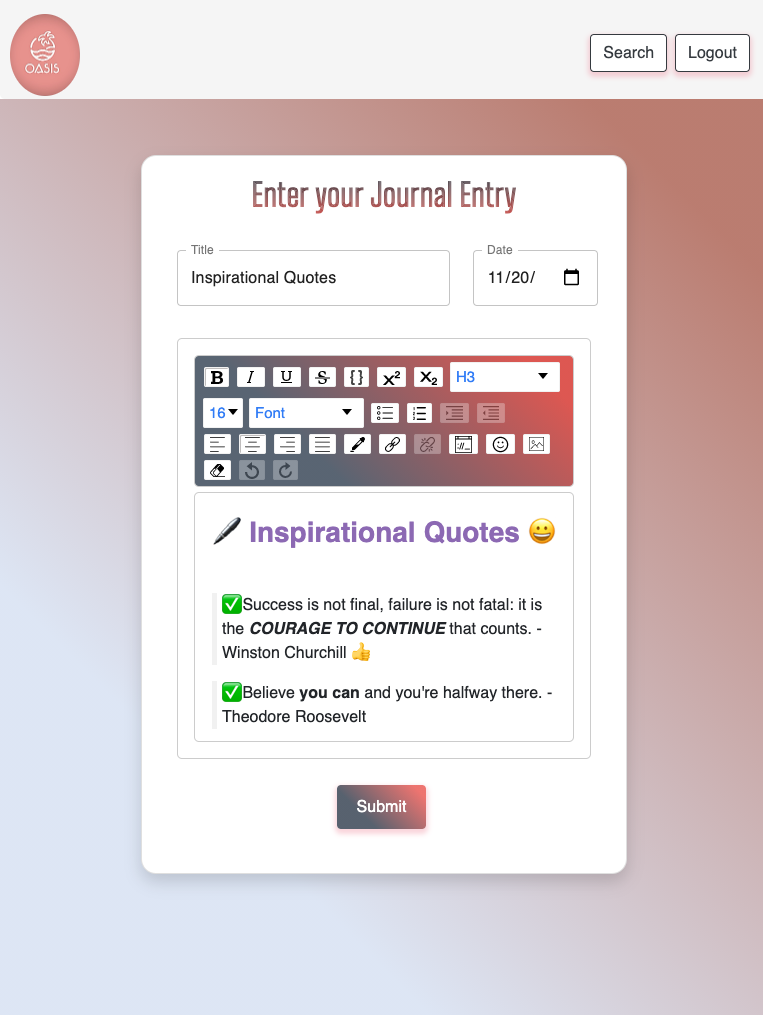 OASIS
Search
Logout
Enter your Journal Entry
Title
Inspirational Quotes
Date
11/20/
B I U S {} X² X₂ H3
16 Font
Inspirational Quotes
Success is not final, failure is not fatal: it is
the COURAGE TO CONTINUE that counts. -
Winston Churchill
Believe you can and you're halfway there. -
Theodore Roosevelt
Submit